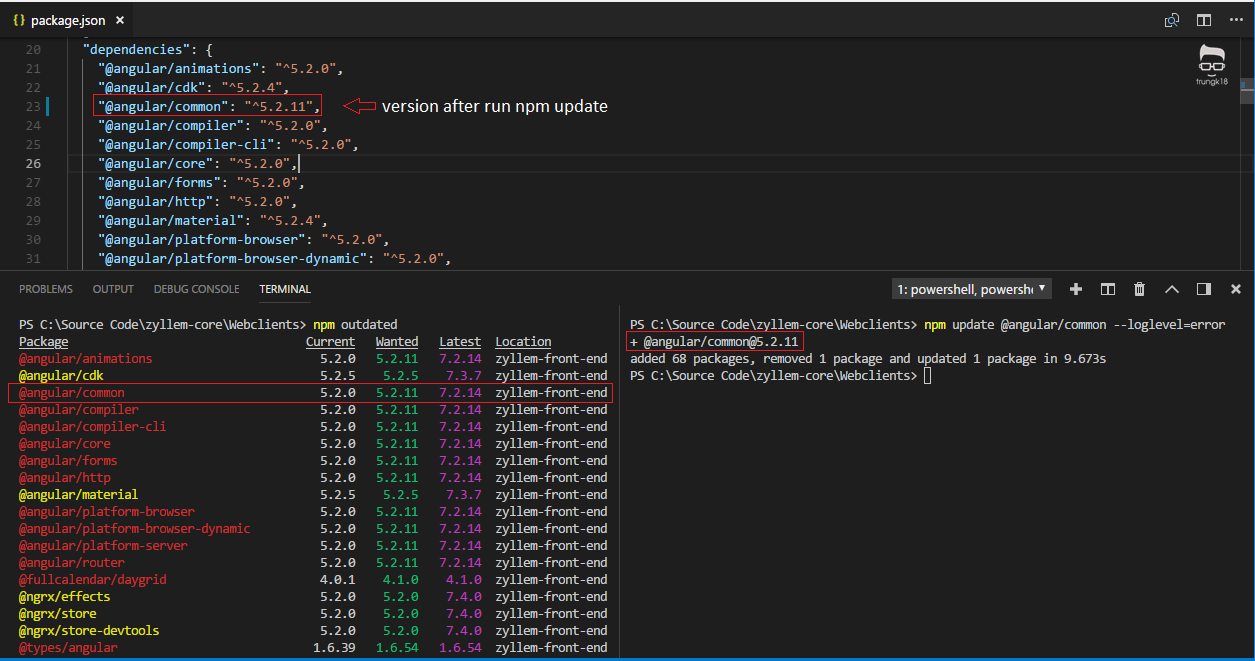 {} package.json ×
trungk18
20 "dependencies": {
21 "@angular/animations": "^5.2.0",
22 "@angular/cdk": "^5.2.4",
23 "@angular/common": "^5.2.11", version after run npm update
24 "@angular/compiler": "^5.2.0",
25 "@angular/compiler-cli": "^5.2.0",
26 "@angular/core": "^5.2.0",
27 "@angular/forms": "^5.2.0",
28 "@angular/http": "^5.2.0",
29 "@angular/material": "^5.2.4",
30 "@angular/platform-browser": "^5.2.0",
31 "@angular/platform-browser-dynamic": "^5.2.0",
PROBLEMS OUTPUT DEBUG CONSOLE TERMINAL 1: powershell, powersh
PS C:\Source Code\zyllem-core\Webclients> npm outdated
Package Current Wanted Latest Location
@angular/animations 5.2.0 5.2.11 7.2.14 zyllem-front-end
@angular/cdk 5.2.5 5.2.5 7.3.7 zyllem-front-end
@angular/common 5.2.0 5.2.11 7.2.14 zyllem-front-end
@angular/compiler 5.2.0 5.2.11 7.2.14 zyllem-front-end
@angular/compiler-cli 5.2.0 5.2.11 7.2.14 zyllem-front-end
@angular/core 5.2.0 5.2.11 7.2.14 zyllem-front-end
@angular/forms 5.2.0 5.2.11 7.2.14 zyllem-front-end
@angular/http 5.2.0 5.2.11 7.2.14 zyllem-front-end
@angular/material 5.2.5 5.2.5 7.3.7 zyllem-front-end
@angular/platform-browser 5.2.0 5.2.11 7.2.14 zyllem-front-end
@angular/platform-browser-dynamic 5.2.0 5.2.11 7.2.14 zyllem-front-end
@angular/platform-server 5.2.0 5.2.11 7.2.14 zyllem-front-end
@angular/router 5.2.0 5.2.11 7.2.14 zyllem-front-end
@fullcalendar/daygrid 4.0.1 4.1.0 4.1.0 zyllem-front-end
@ngrx/effects 5.2.0 5.2.0 7.4.0 zyllem-front-end
@ngrx/store 5.2.0 5.2.0 7.4.0 zyllem-front-end
@ngrx/store-devtools 5.2.0 5.2.0 7.4.0 zyllem-front-end
@types/angular 1.6.39 1.6.54 1.6.54 zyllem-front-end
PS C:\Source Code\zyllem-core\Webclients> npm update @angular/common --loglevel=error
+ @angular/common@5.2.11
added 68 packages, removed 1 package and updated 1 package in 9.673s
PS C:\Source Code\zyllem-core\Webclients>